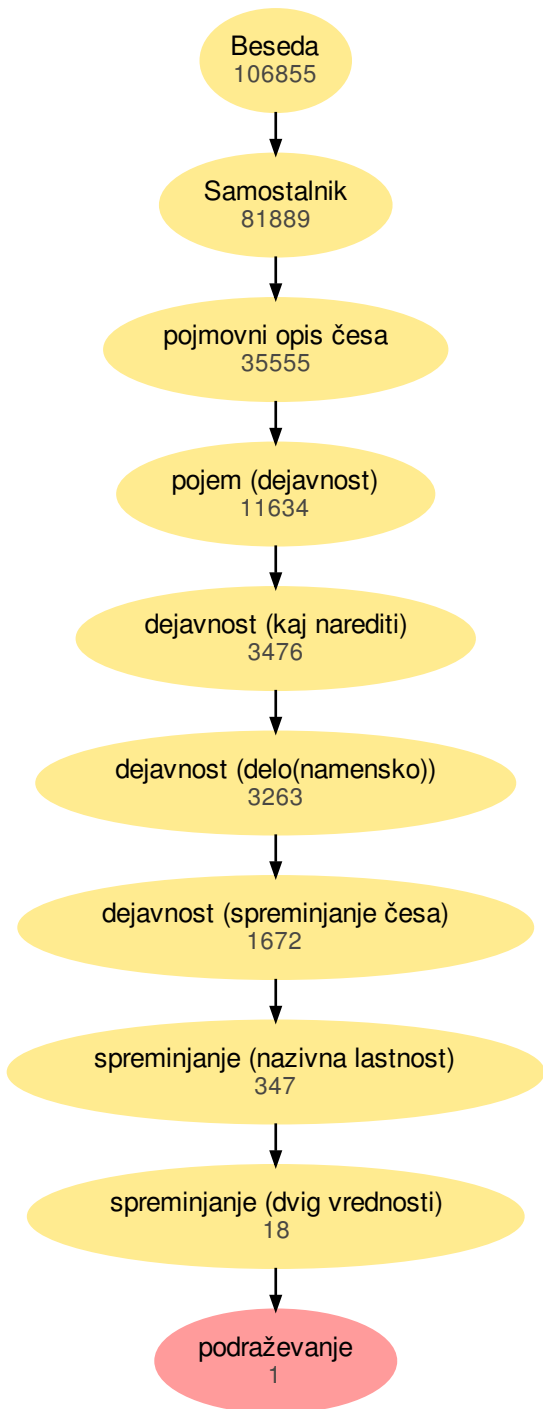 Beseda
106855
Samostalnik
81889
pojmovni opis česa
35555
pojem (dejavnost)
11634
dejavnost (kaj narediti)
3476
dejavnost (delo(namensko))
3263
dejavnost (spreminjanje česa)
1672
spreminjanje (nazivna lastnost)
347
spreminjanje (dvig vrednosti)
18
podraževanje
1